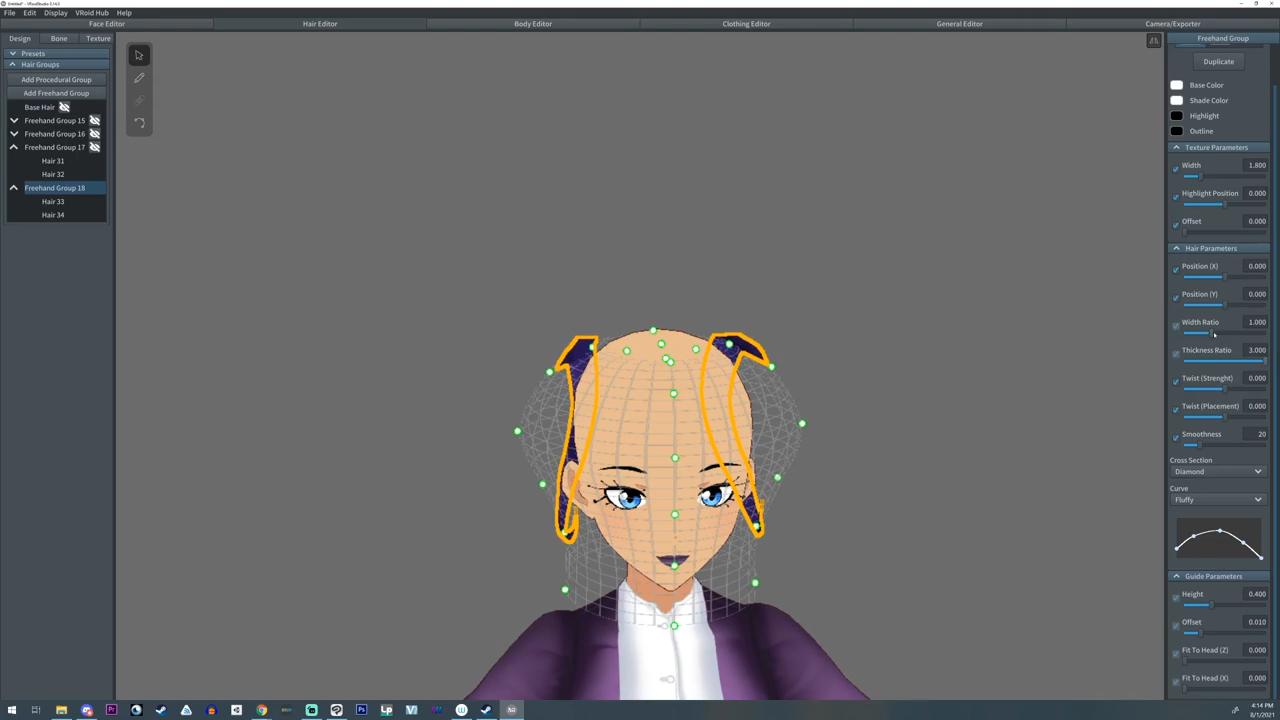 Untitled* - VRoidStudio 0.14.0
File Edit Display VRoid Hub Help
Face Editor Hair Editor Body Editor Clothing Editor General Editor Camera/Exporter
Design Bone Texture
Presets
Hair Groups
Add Procedural Group
Add Freehand Group
Base Hair
Freehand Group 15
Freehand Group 16
Freehand Group 17
Hair 31
Hair 32
Freehand Group 18
Hair 33
Hair 34
Freehand Group
Duplicate
Base Color
Shade Color
Highlight
Outline
Texture Parameters
Width 1.800
Highlight Position 0.000
Offset 0.000
Hair Parameters
Position (X) 0.000
Position (Y) 0.000
Width Ratio 1.000
Thickness Ratio 3.000
Twist (Strenght) 0.000
Twist (Placement) 0.000
Smoothness 20
Cross Section
Diamond
Curve
Fluffy
Guide Parameters
Height 0.400
Offset 0.010
Fit To Head (Z) 0.000
Fit To Head (X) 0.000
4:14 PM
8/1/2021